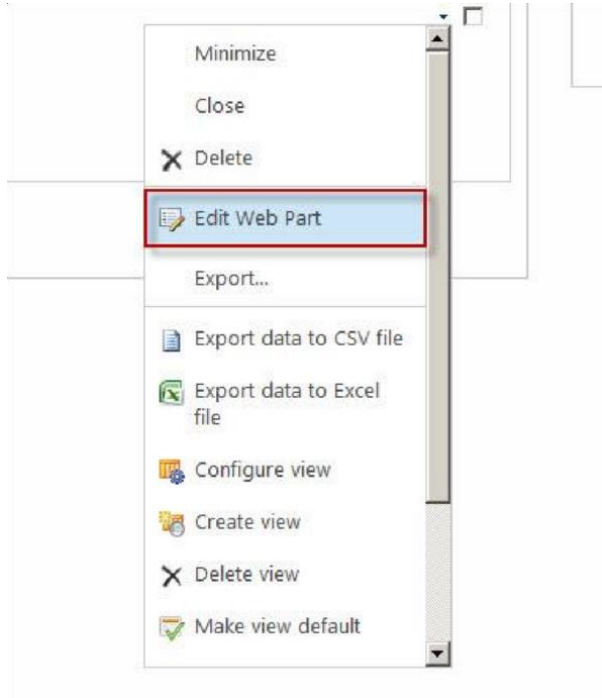 Minimize
Close
Delete
Edit Web Part
Export...
Export data to CSV file
Export data to Excel
file
Configure view
Create view
Delete view
Make view default